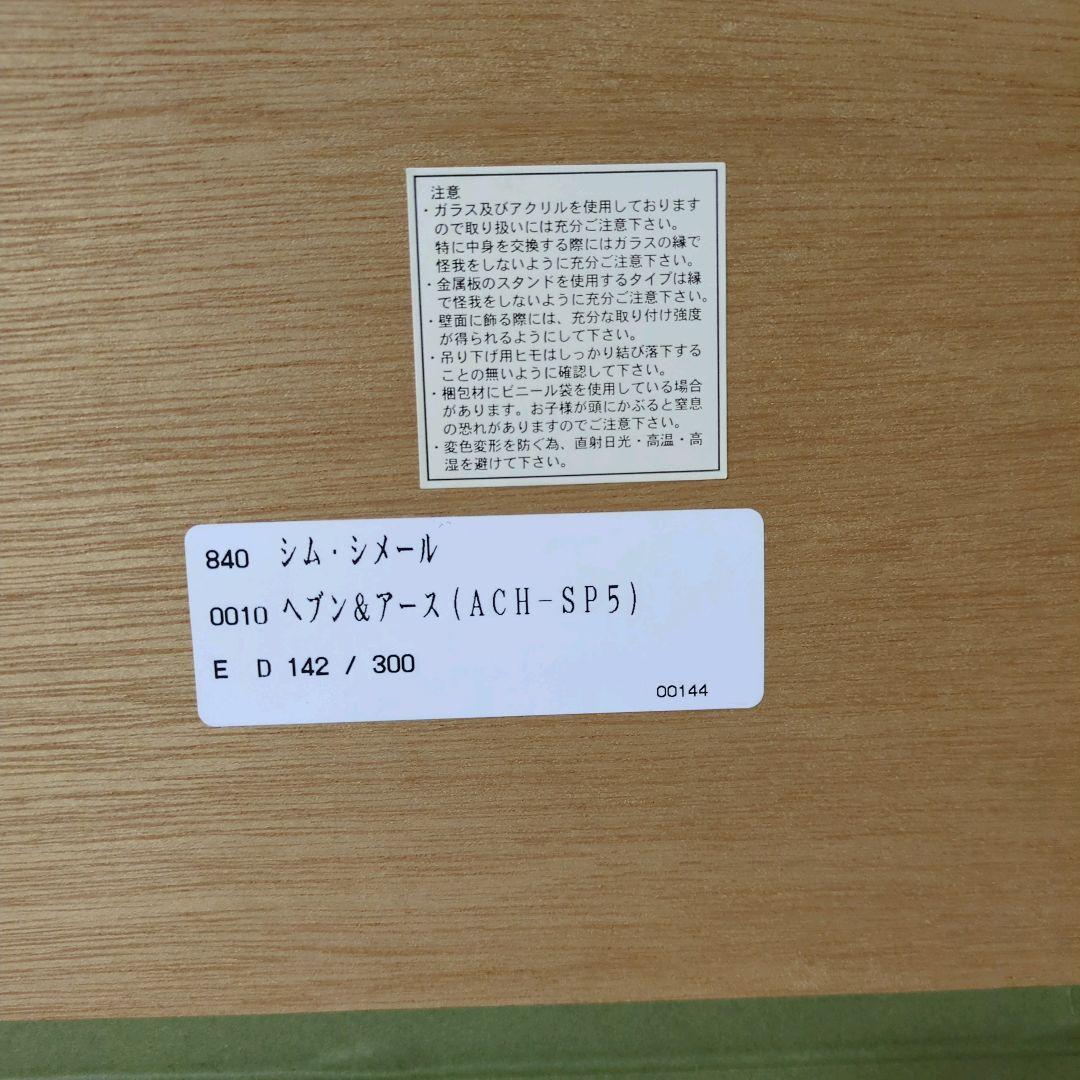 注意
・ガラス及びアクリルを使用しております
ので取り扱いには充分ご注意下さい。
特に中身を交換する際にはガラスの縁で
怪我をしないように充分ご注意下さい。
・金属板のスタンドを使用するタイプは縁
で怪我をしないように充分ご注意下さい。
・壁面に飾る際には、充分な取り付け強度
が得られるようにして下さい。
・吊り下げ用ヒモはしっかり結び落下する
ことの無いように確認して下さい。
・梱包材にビニール袋を使用している場合
があります。お子様が頭にかぶると窒息
の恐れがありますのでご注意下さい。
・変色変形を防ぐ為、直射日光・高温・高
湿を避けて下さい。
840 シム・シメール
0010 ヘブン&アース(ACH-SP5)
E D 142 / 300
00144